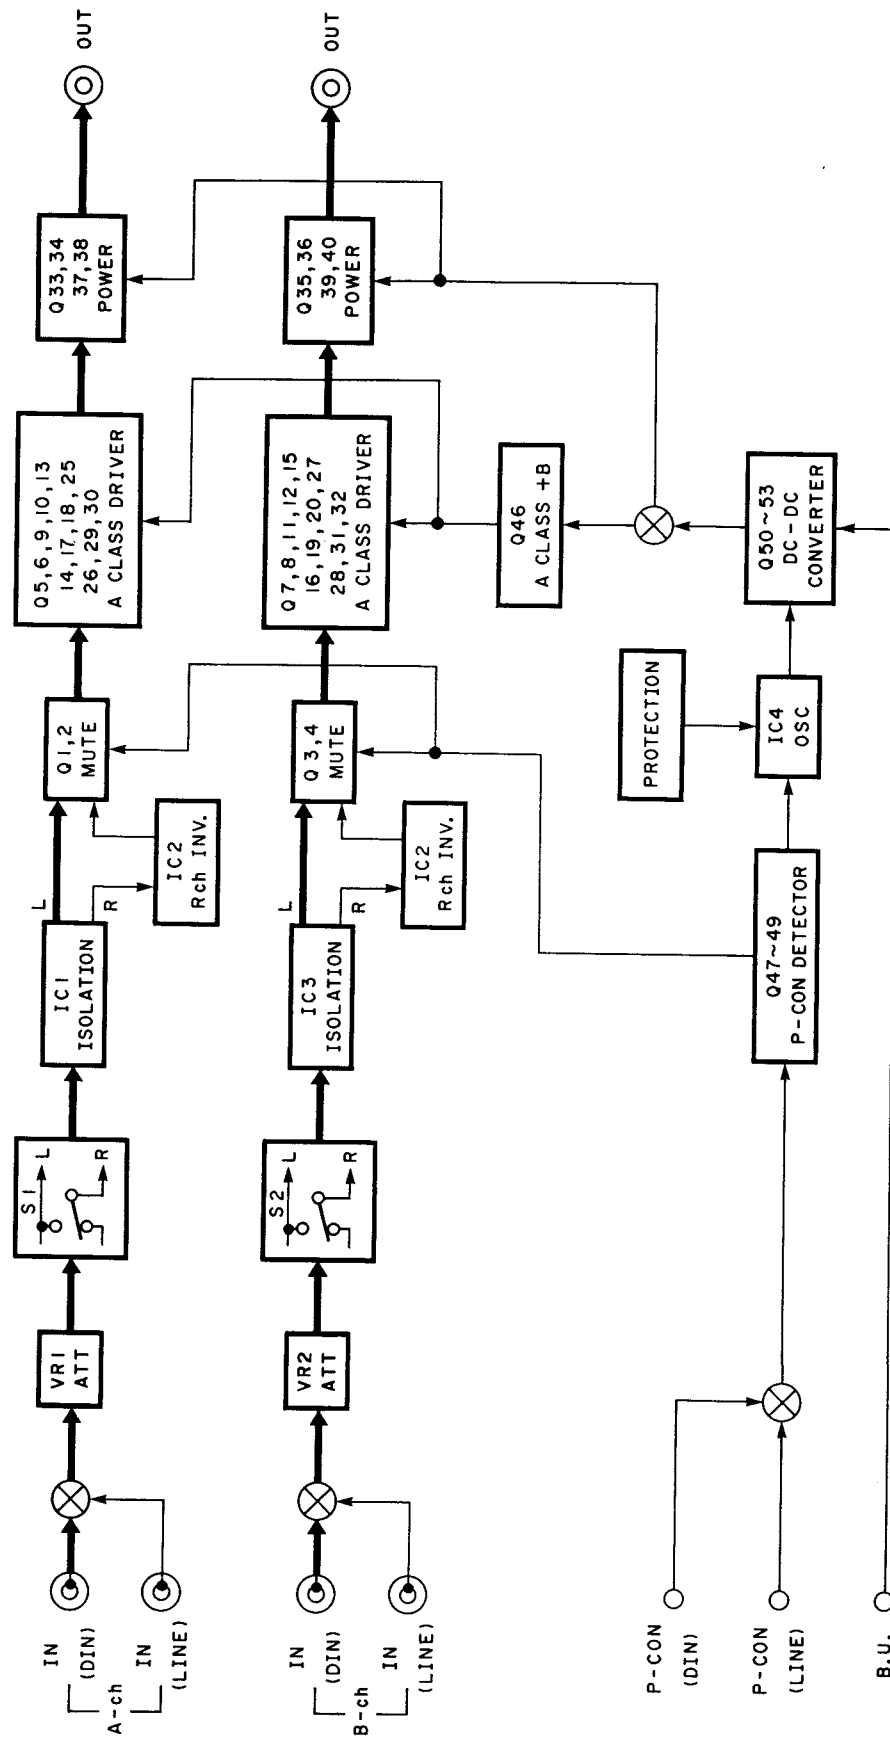 A-ch
IN
(DIN)
IN
(LINE)
VR1
ATT
S1
L
R
IC1
ISOLATION
L
R
IC2
Rch INV.
Q1,2
MUTE
Q5,6,9,10,13
14,17,18,25
26,29,30
A CLASS DRIVER
Q33,34
37,38
POWER
OUT
B-ch
IN
(DIN)
IN
(LINE)
VR2
ATT
S2
L
R
IC3
ISOLATION
L
R
IC2
Rch INV.
Q3,4
MUTE
Q7,8,11,12,15
16,19,20,27
28,31,32
A CLASS DRIVER
Q35,36
39,40
POWER
OUT
Q46
A CLASS +B
P-CON
(DIN)
P-CON
(LINE)
Q47~49
P-CON DETECTOR
PROTECTION
IC4
OSC
Q50~53
DC-DC
CONVERTER
B.U.